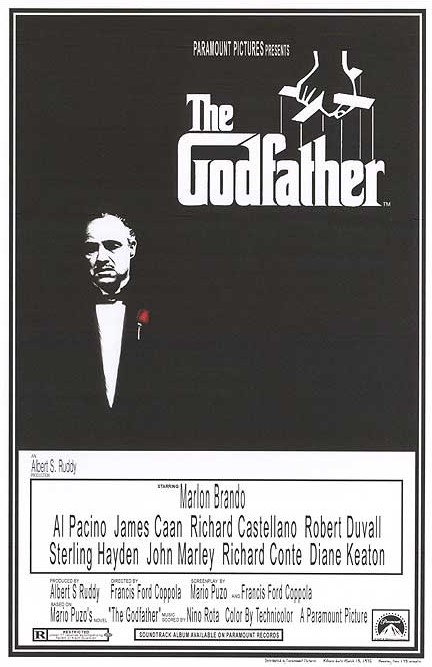 PARAMOUNT PICTURES PRESENTS
The
Godfather
TM
AN
Albert S. Ruddy
PRODUCTION
STARRING
Marlon Brando
Al Pacino James Caan Richard Castellano Robert Duvall
Sterling Hayden John Marley Richard Conte Diane Keaton
PRODUCED BY DIRECTED BY SCREENPLAY BY
Albert S Ruddy Francis Ford Coppola Mario Puzo AND Francis Ford Coppola
BASED ON Mario Puzo's NOVEL "The Godfather" MUSIC SCORED BY Nino Rota Color By Technicolor A Paramount Picture
R RESTRICTED
SOUNDTRACK ALBUM AVAILABLE ON PARAMOUNT RECORDS
Paramount